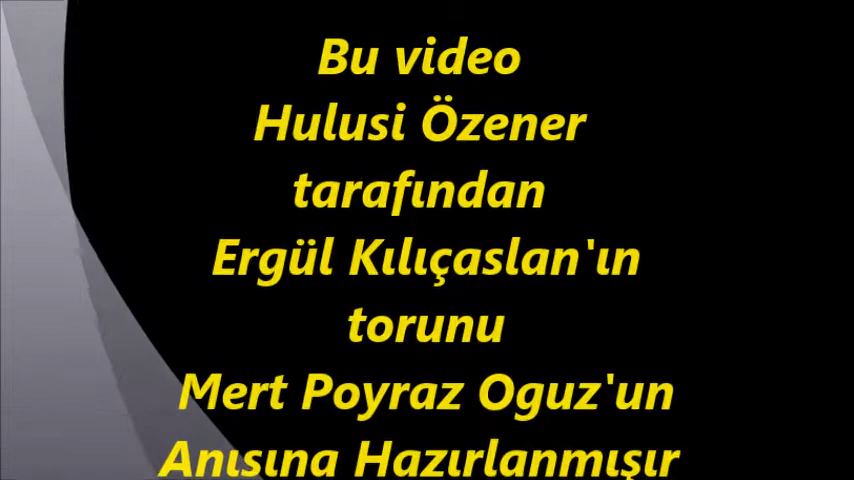 Bu video
Hulusi Özener
tarafından
Ergül Kılıçaslan'ın
torunu
Mert Poyraz Oguz'un
Anısına Hazırlanmışır